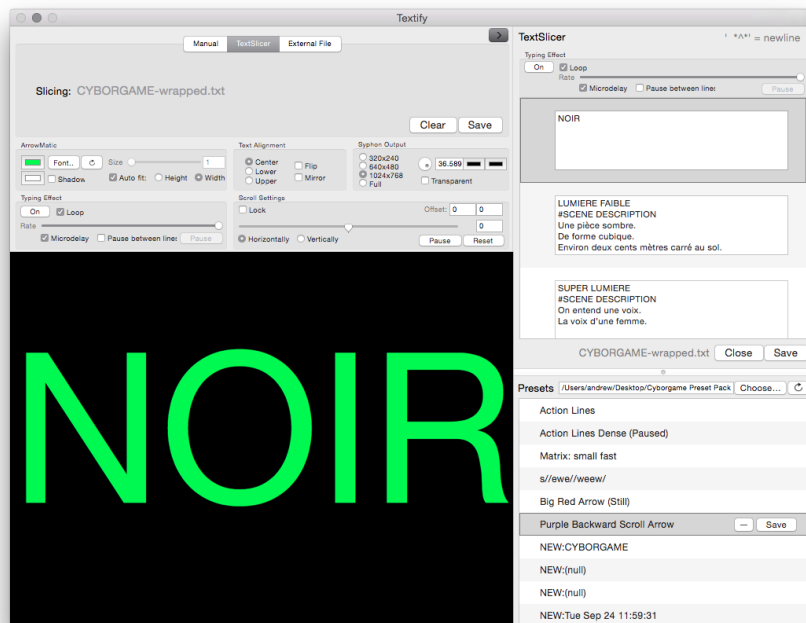 Textify
Manual
TextSlicer
External File
Slicing: CYBORGAME-wrapped.txt
Clear
Save
ArrowMatic
Font..
Size
1
Shadow
Auto fit:
Height
Width
Text Alignment
Center
Lower
Upper
Flip
Mirror
Syphon Output
320x240
640x480
1024x768
Full
36.589
Transparent
Typing Effect
On
Loop
Rate
Microdelay
Pause between line:
Pause
Scroll Settings
Lock
Offset: 0 0
0
Horizontally
Vertically
Pause
Reset
NOIR
TextSlicer
' *^*' = newline
Typing Effect
On
Loop
Rate
Microdelay
Pause between line:
Pause
NOIR
LUMIERE FAIBLE
#SCENE DESCRIPTION
Une pièce sombre.
De forme cubique.
Environ deux cents mètres carré au sol.
SUPER LUMIERE
#SCENE DESCRIPTION
On entend une voix.
La voix d'une femme.
CYBORGAME-wrapped.txt
Close
Save
Presets
/Users/andrew/Desktop/Cyborgame Preset Pack
Choose...
Action Lines
Action Lines Dense (Paused)
Matrix: small fast
s//ewe//weew/
Big Red Arrow (Still)
Purple Backward Scroll Arrow
Save
NEW:CYBORGAME
NEW:(null)
NEW:(null)
NEW:Tue Sep 24 11:59:31